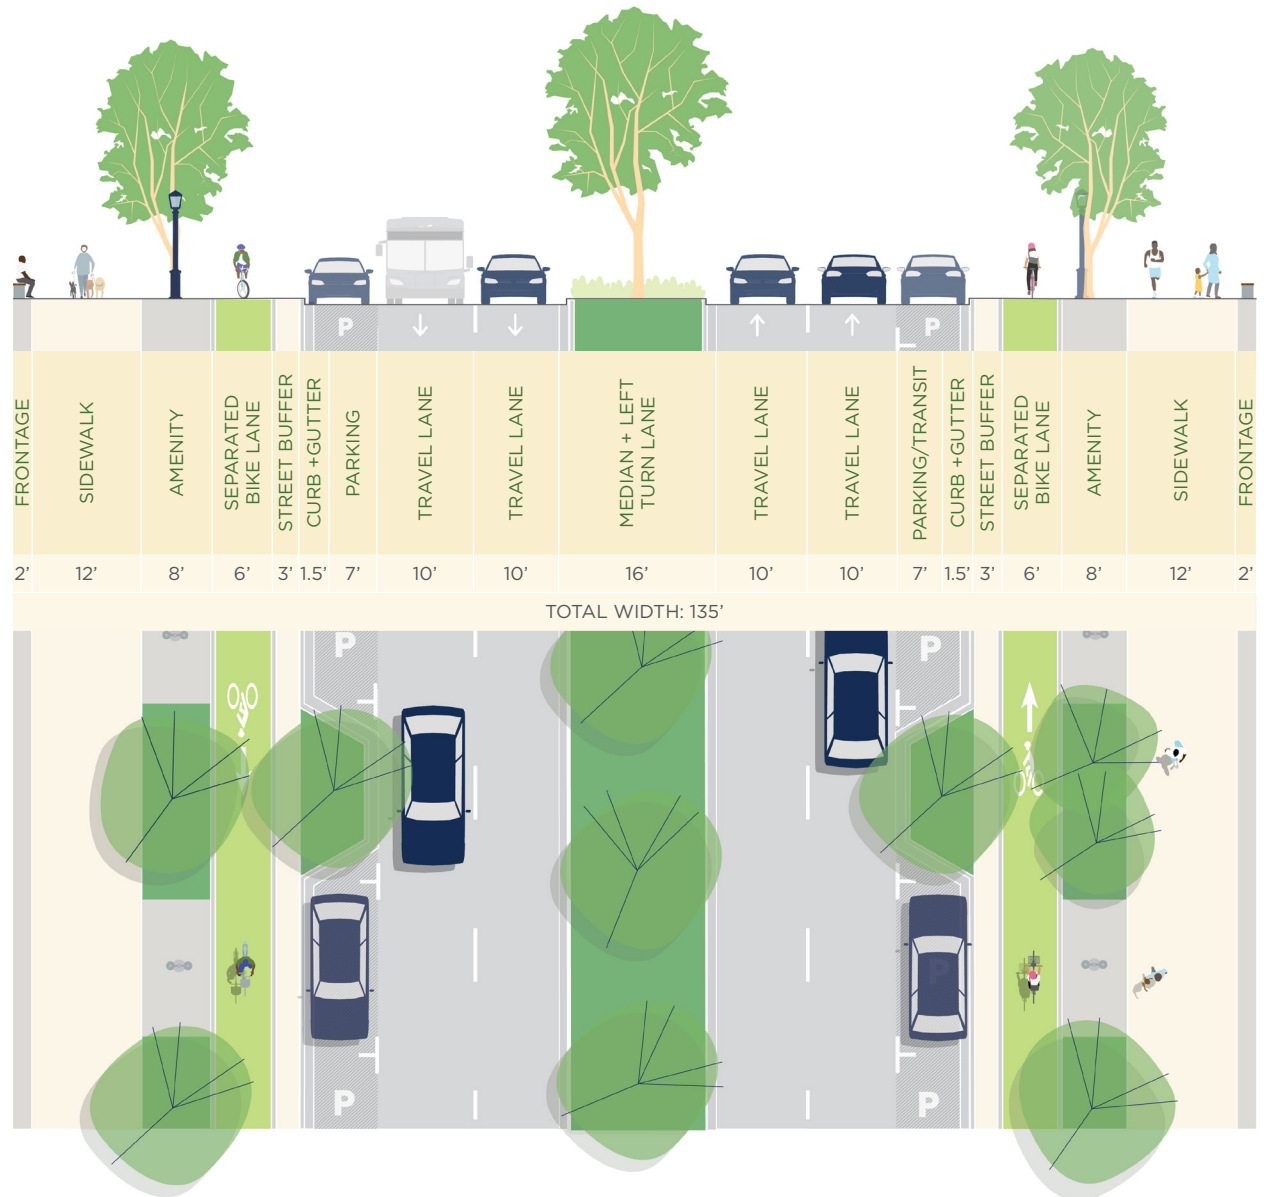 P
P
FRONTAGE
SIDEWALK
AMENITY
SEPARATED
BIKE LANE
STREET BUFFER
CURB +GUTTER
PARKING
TRAVEL LANE
TRAVEL LANE
MEDIAN + LEFT
TURN LANE
TRAVEL LANE
TRAVEL LANE
PARKING/TRANSIT
CURB +GUTTER
STREET BUFFER
SEPARATED
BIKE LANE
AMENITY
SIDEWALK
FRONTAGE
2’ 12’ 8’ 6’ 3’ 1.5’ 7’ 10’ 10’ 16’ 10’ 10’ 7’ 1.5’ 3’ 6’ 8’ 12’ 2’
TOTAL WIDTH: 135’
P
P
P
P
P